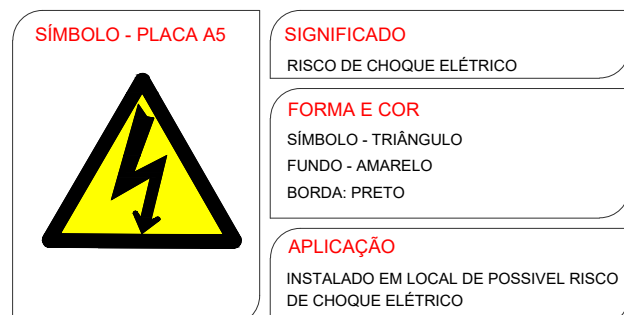 SÍMBOLO - PLACA A5
SIGNIFICADO
RISCO DE CHOQUE ELÉTRICO
FORMA E COR
SÍMBOLO - TRIÂNGULO
FUNDO - AMARELO
BORDA: PRETO
APLICAÇÃO
INSTALADO EM LOCAL DE POSSIVEL RISCO
DE CHOQUE ELÉTRICO